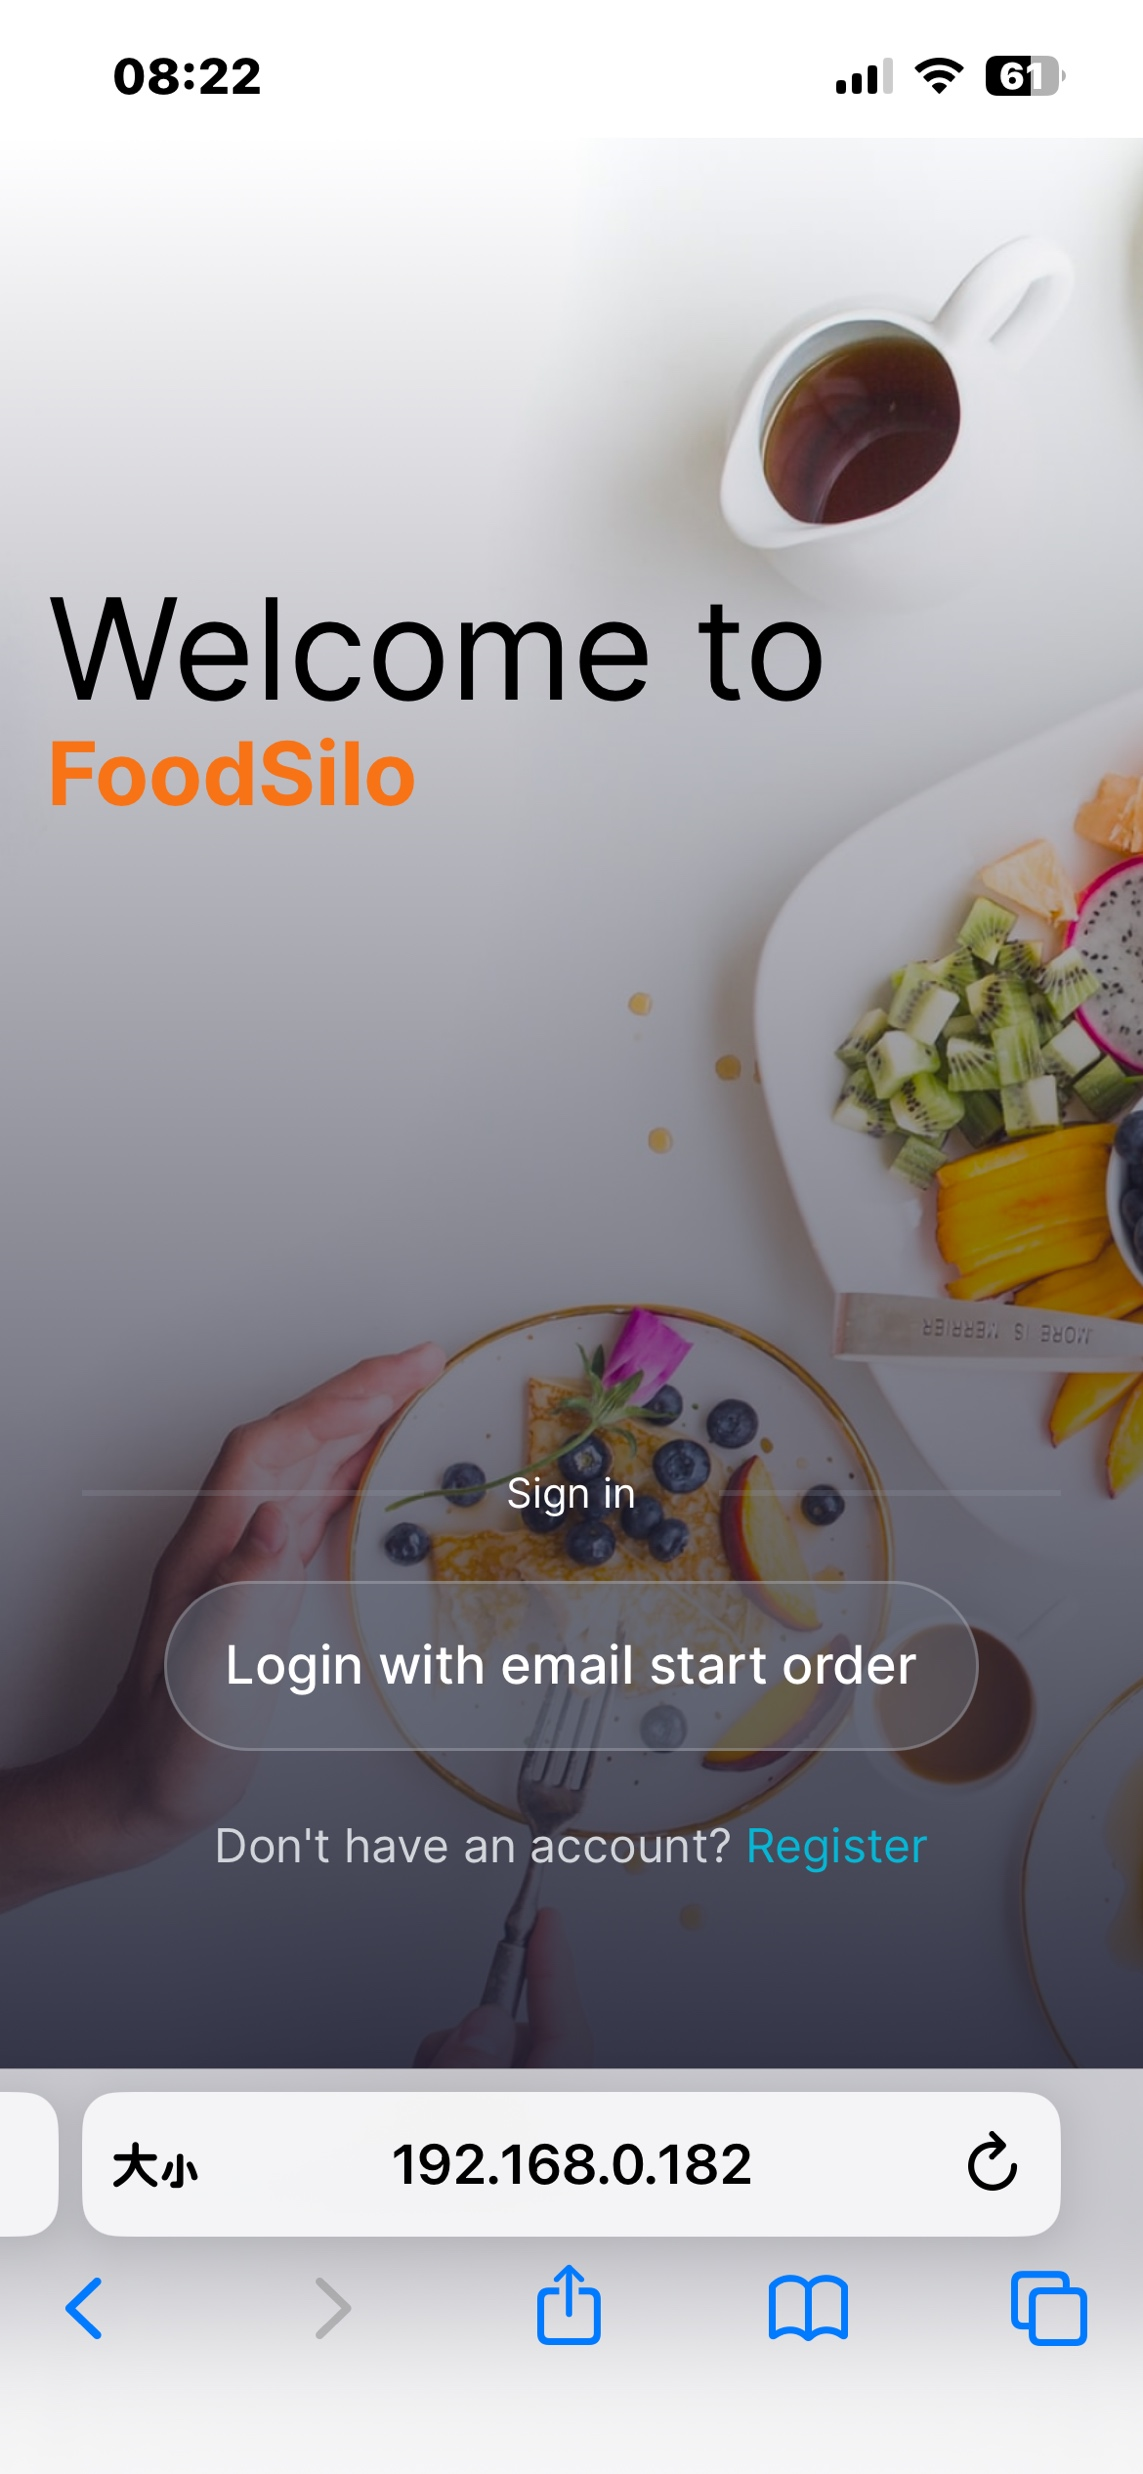 08:22
61
Welcome to
FoodSilo
MORE IS MERRIER
Sign in
Login with email start order
Don't have an account? Register
大小
192.168.0.182